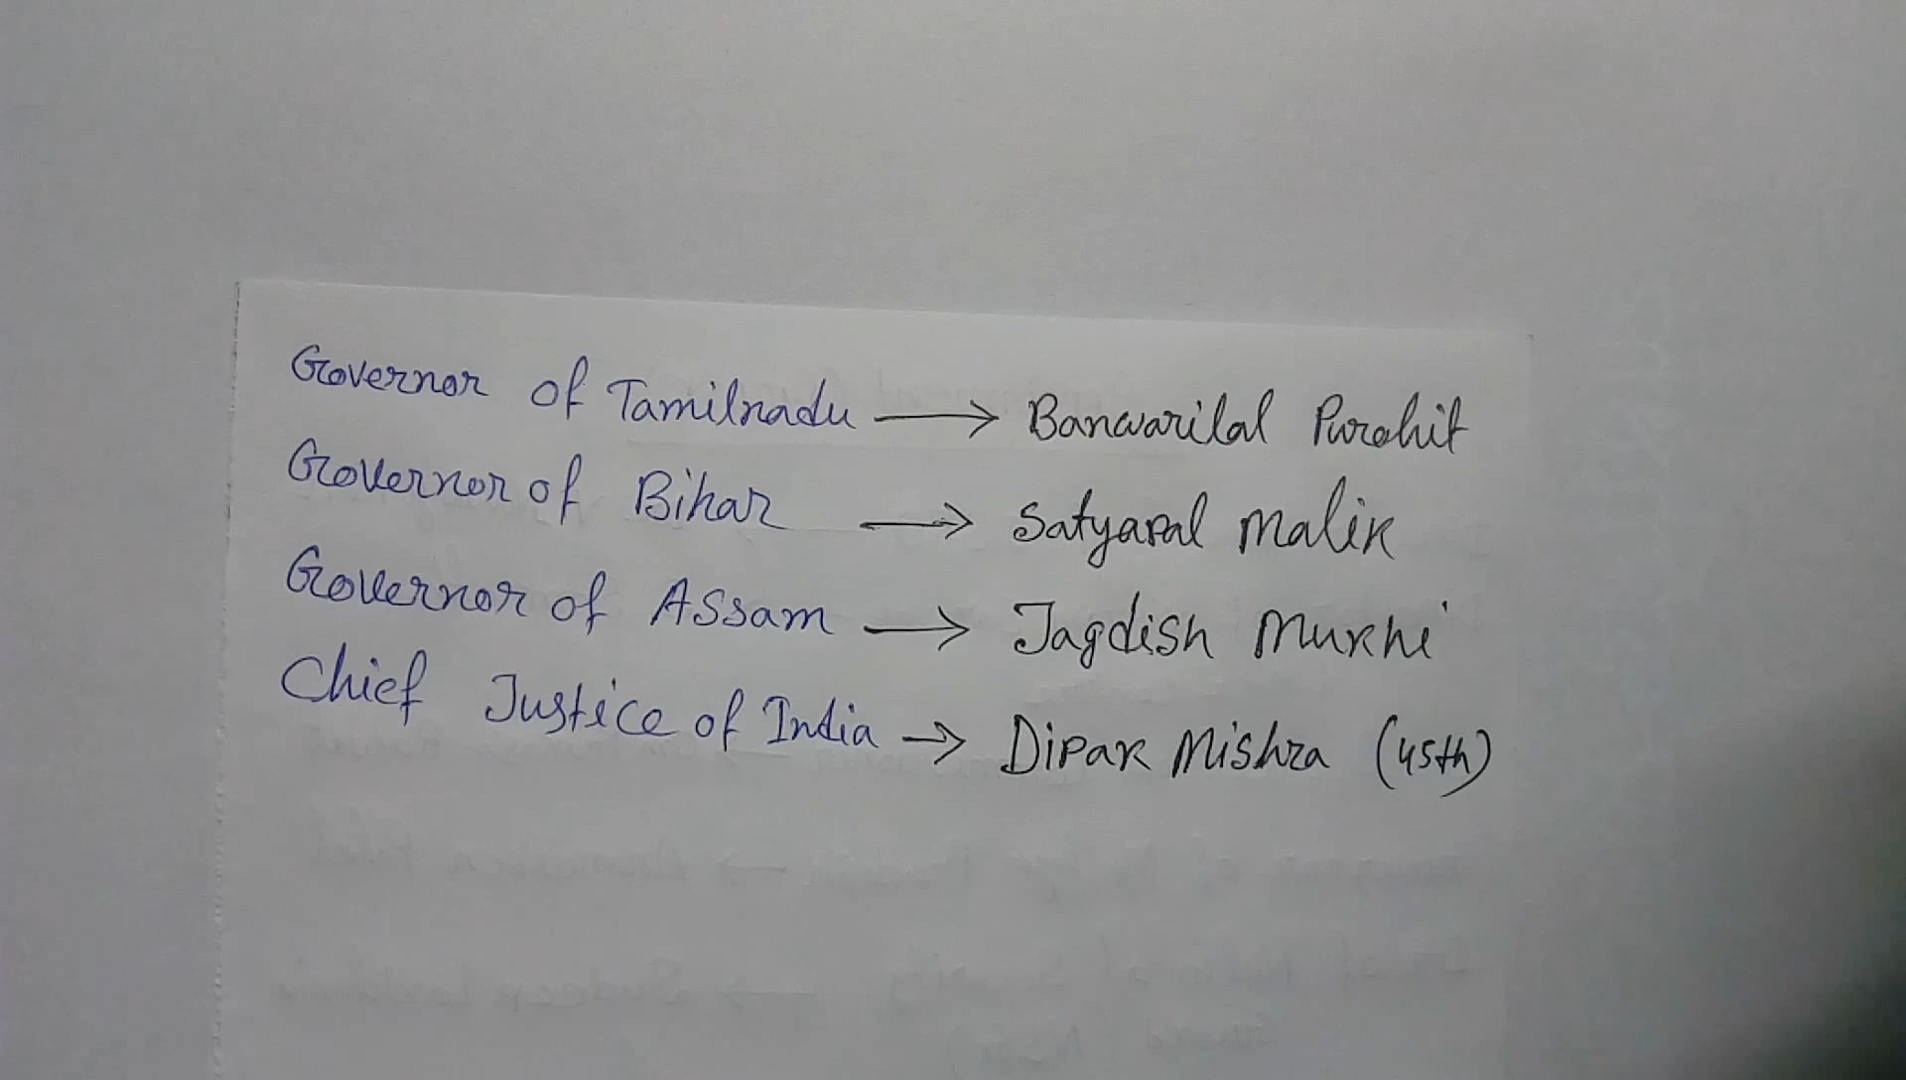 Governor of Tamilnadu → Banwarilal Purohit
Governor of Bihar → Satyapal Malik
Governor of Assam → Jagdish Mukhi
Chief Justice of India → Dipak Mishra (45th)